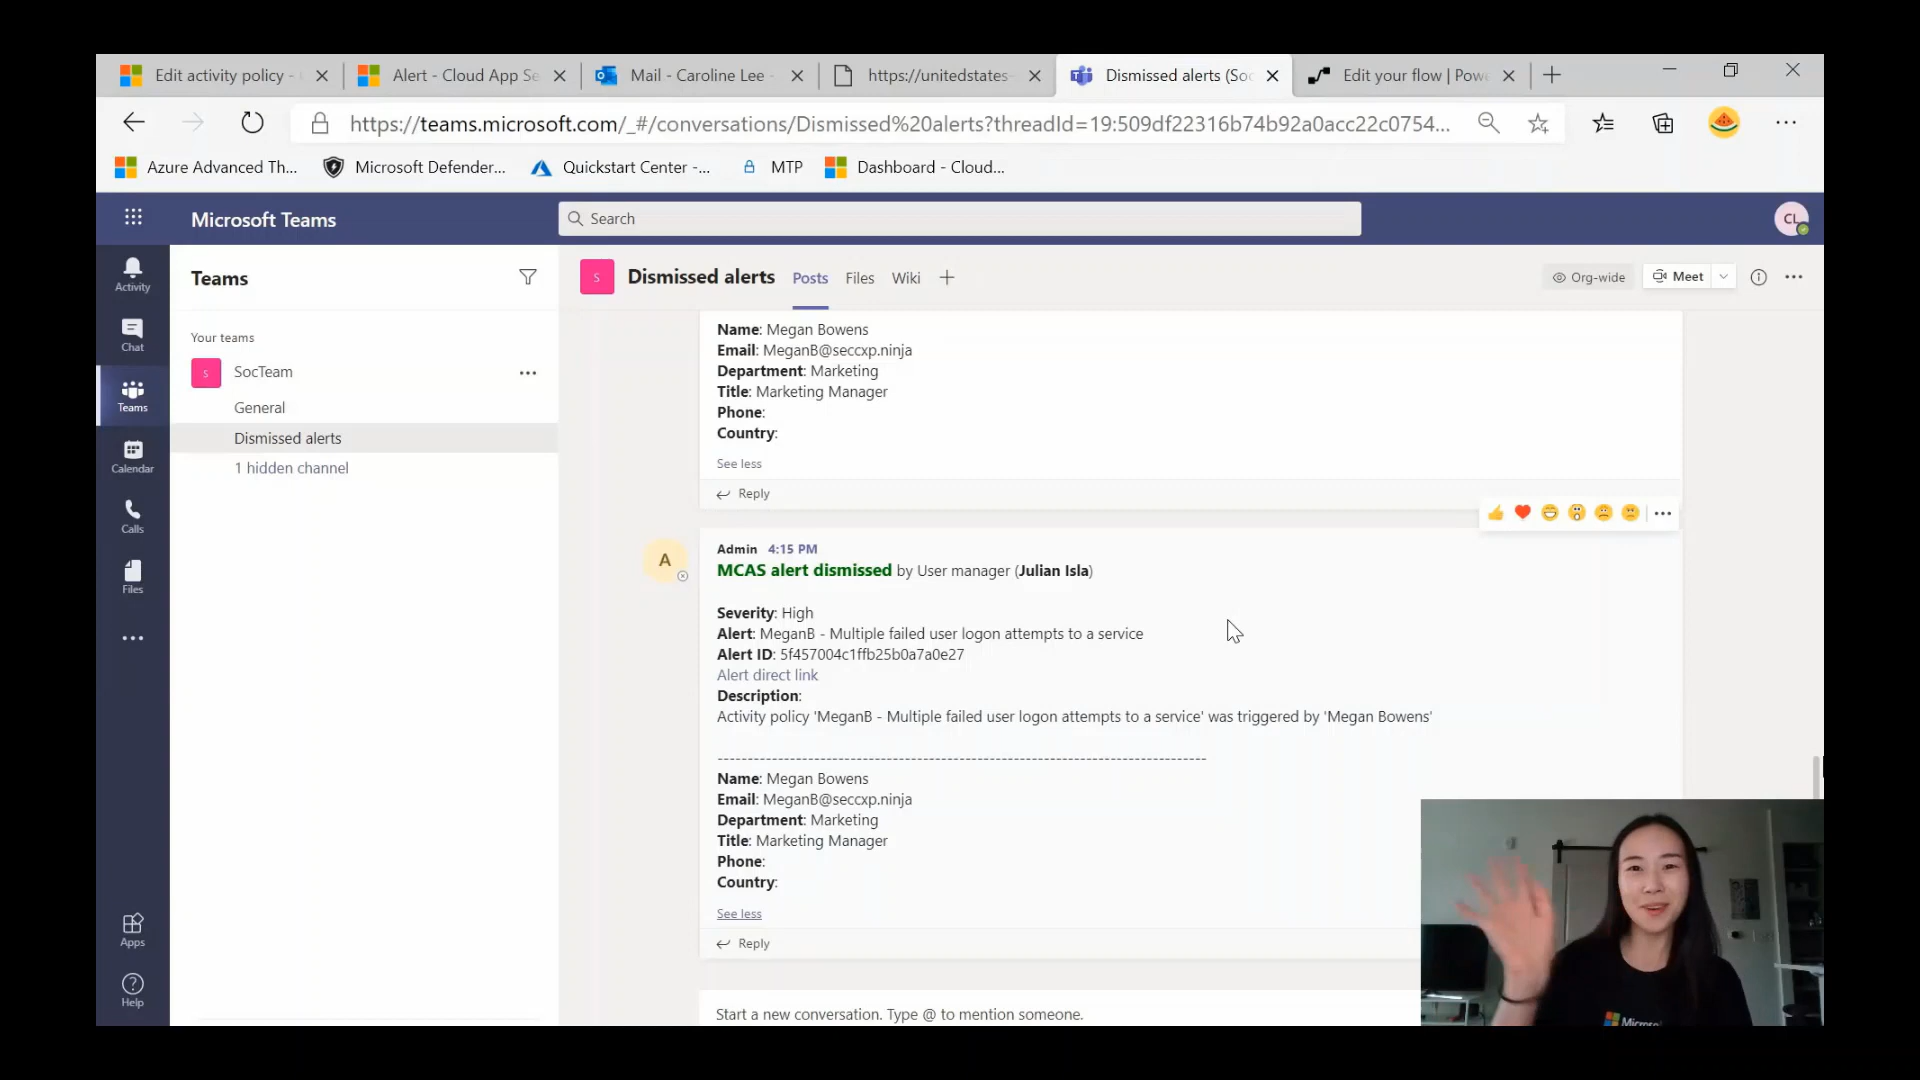 Edit activity policy -
Alert - Cloud App Se
Mail - Caroline Lee -
https://unitedstates-
Dismissed alerts (Soc
Edit your flow | Powe
https://teams.microsoft.com/_#/conversations/Dismissed%20alerts?threadId=19:509df22316b74b92a0acc22c0754...
Azure Advanced Th...
Microsoft Defender...
Quickstart Center -...
MTP
Dashboard - Cloud...
Microsoft Teams
Search
CL
Activity
Chat
Teams
Calendar
Calls
Files
Apps
Help
Teams
Your teams
S SocTeam
General
Dismissed alerts
1 hidden channel
S Dismissed alerts Posts Files Wiki
Org-wide
Meet
Name: Megan Bowens
Email: MeganB@seccxp.ninja
Department: Marketing
Title: Marketing Manager
Phone:
Country:
See less
Reply
A
Admin 4:15 PM
MCAS alert dismissed by User manager (Julian Isla)
Severity: High
Alert: MeganB - Multiple failed user logon attempts to a service
Alert ID: 5f457004c1ffb25b0a7a0e27
Alert direct link
Description:
Activity policy 'MeganB - Multiple failed user logon attempts to a service' was triggered by 'Megan Bowens'
--------------------------------------------------------------------------------
Name: Megan Bowens
Email: MeganB@seccxp.ninja
Department: Marketing
Title: Marketing Manager
Phone:
Country:
See less
Reply
Start a new conversation. Type @ to mention someone.